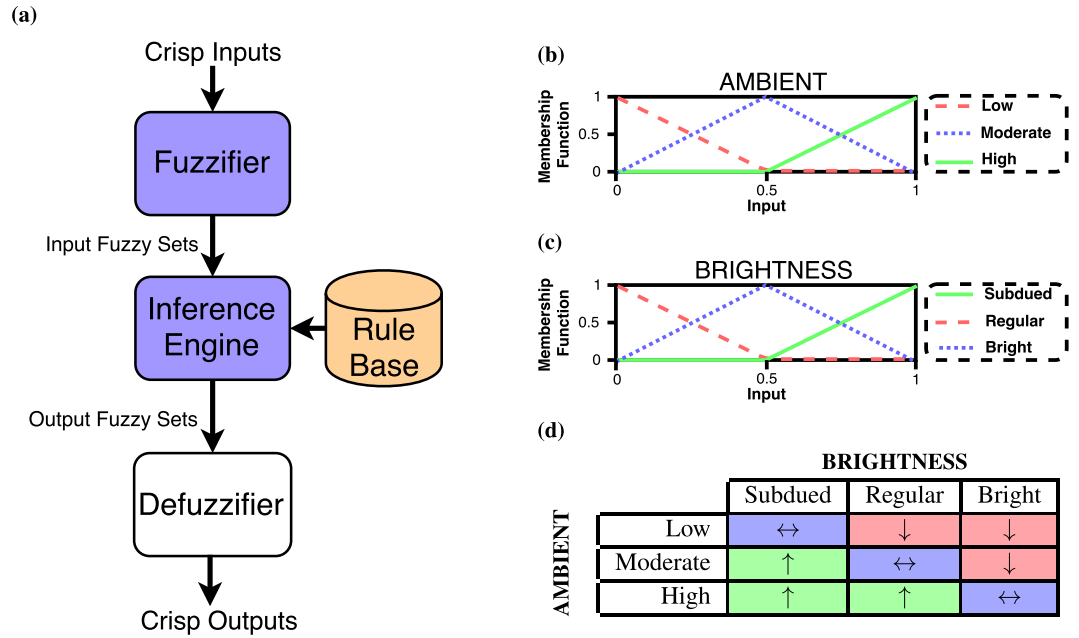 (a)
Crisp Inputs
Fuzzifier
Input Fuzzy Sets
Inference
Engine
Rule
Base
Output Fuzzy Sets
Defuzzifier
Crisp Outputs
(b)
AMBIENT
Membership
Function
1
0.5
0
0
0.5
1
Input
Low
Moderate
High
(c)
BRIGHTNESS
Membership
Function
1
0.5
0
0
0.5
1
Input
Subdued
Regular
Bright
(d)
BRIGHTNESS
AMBIENT
Subdued Regular Bright
Low ↔ ↓ ↓
Moderate ↑ ↔ ↓
High ↑ ↑ ↔